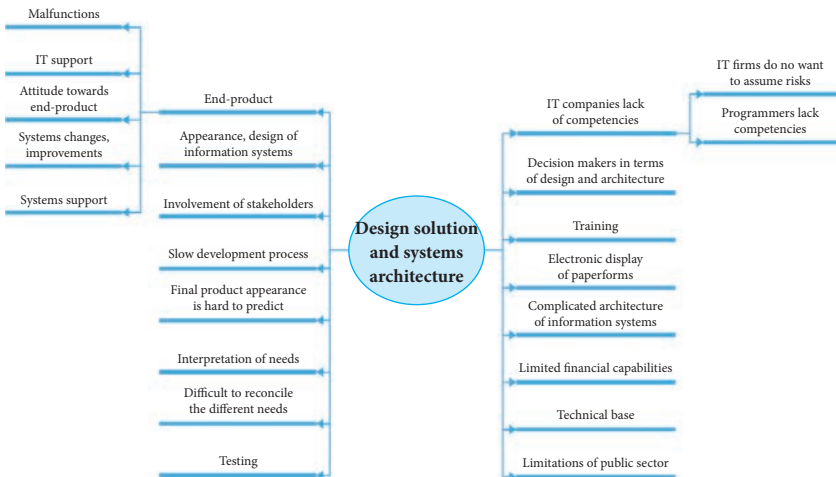 Malfunctions
IT support
Attitude towards
end-product
Systems changes,
improvements
Systems support
End-product
Appearance, design of
information systems
Involvement of stakeholders
Slow development process
Final product appearance
is hard to predict
Interpretation of needs
Difficult to reconcile
the different needs
Testing
Design solution
and systems
architecture
IT companies lack
of competencies
Decision makers in terms
of design and architecture
Training
Electronic display
of paperforms
Complicated architecture
of information systems
Limited financial capabilities
Technical base
Limitations of public sector
IT firms do no want
to assume risks
Programmers lack
competencies